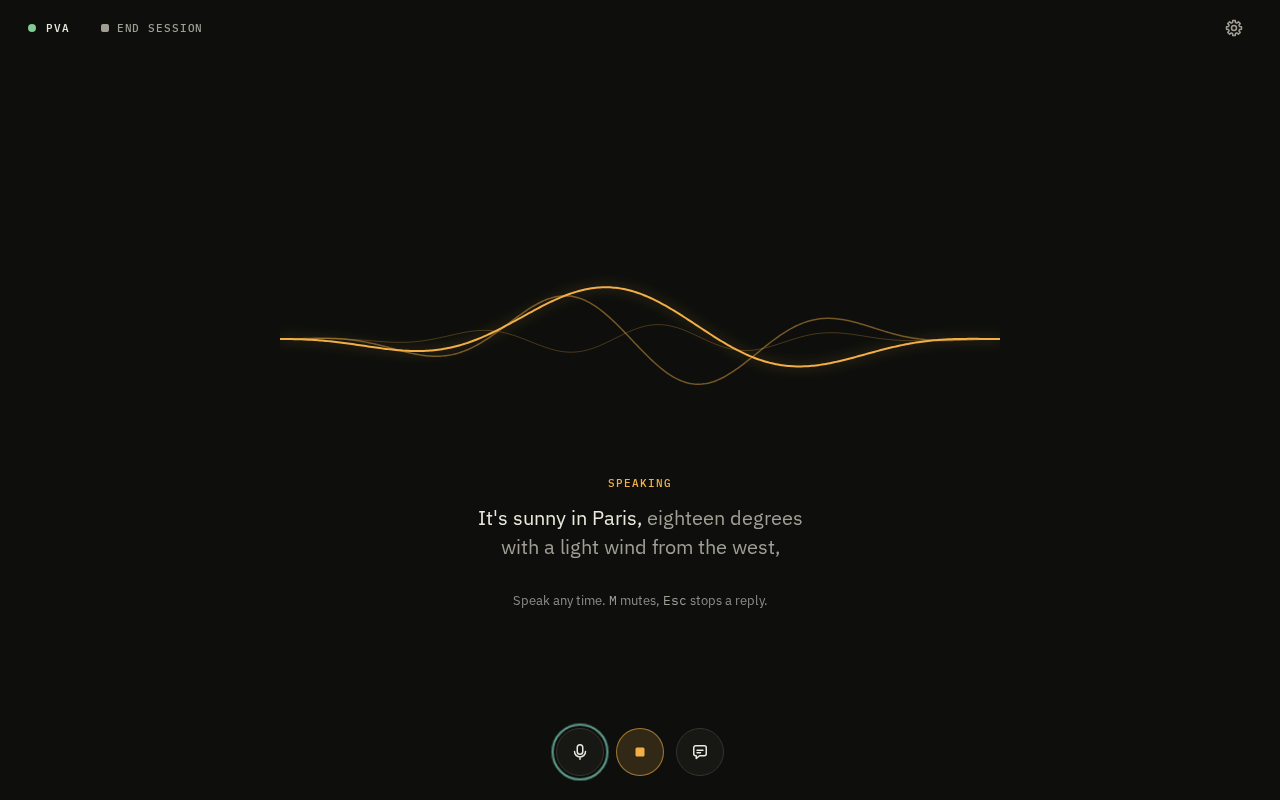 PVA
END SESSION
SPEAKING
It's sunny in Paris, eighteen degrees
with a light wind from the west,
Speak any time. M mutes, Esc stops a reply.